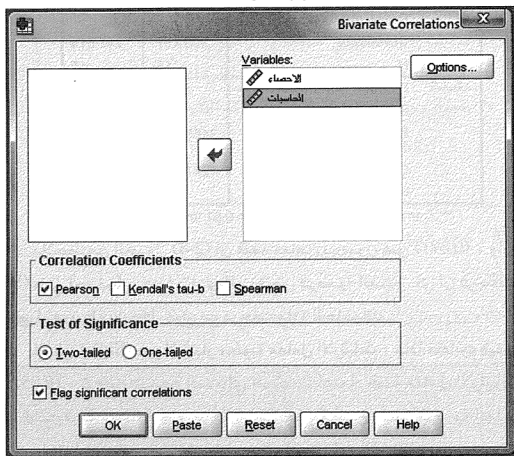 Bivariate Correlations
Variables:
الاحصاء
الحاسبات
Options...
Correlation Coefficients
Pearson Kendall's tau-b Spearman
Test of Significance
Two-tailed One-tailed
Flag significant correlations
OK Paste Reset Cancel Help